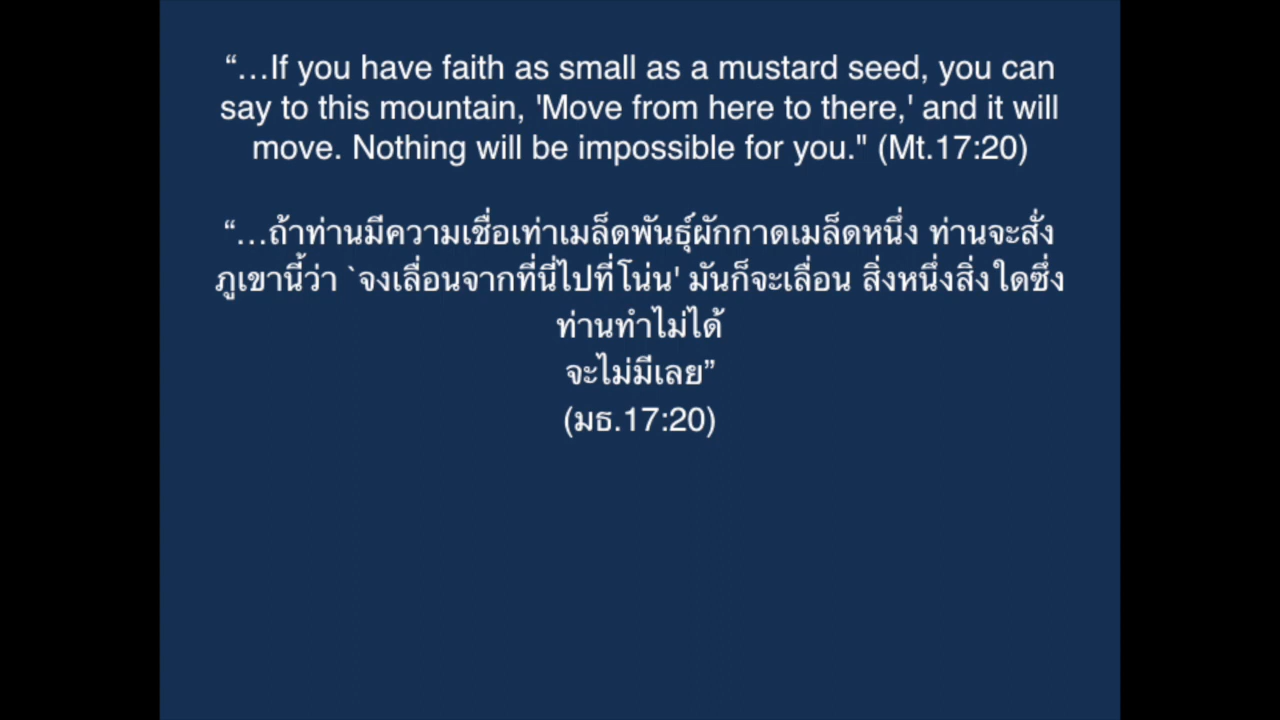 “…If you have faith as small as a mustard seed, you can
say to this mountain, 'Move from here to there,' and it will
move. Nothing will be impossible for you." (Mt.17:20)
“…ถ้าท่านมีความเชื่อเท่าเมล็ดพันธุ์ผักกาดเมล็ดหนึ่ง ท่านจะสั่ง
ภูเขานี้ว่า `จงเลื่อนจากที่นี่ไปที่โน่น' มันก็จะเลื่อน สิ่งหนึ่งสิ่งใดซึ่ง
ท่านทำไม่ได้
จะไม่มีเลย”
(มธ.17:20)